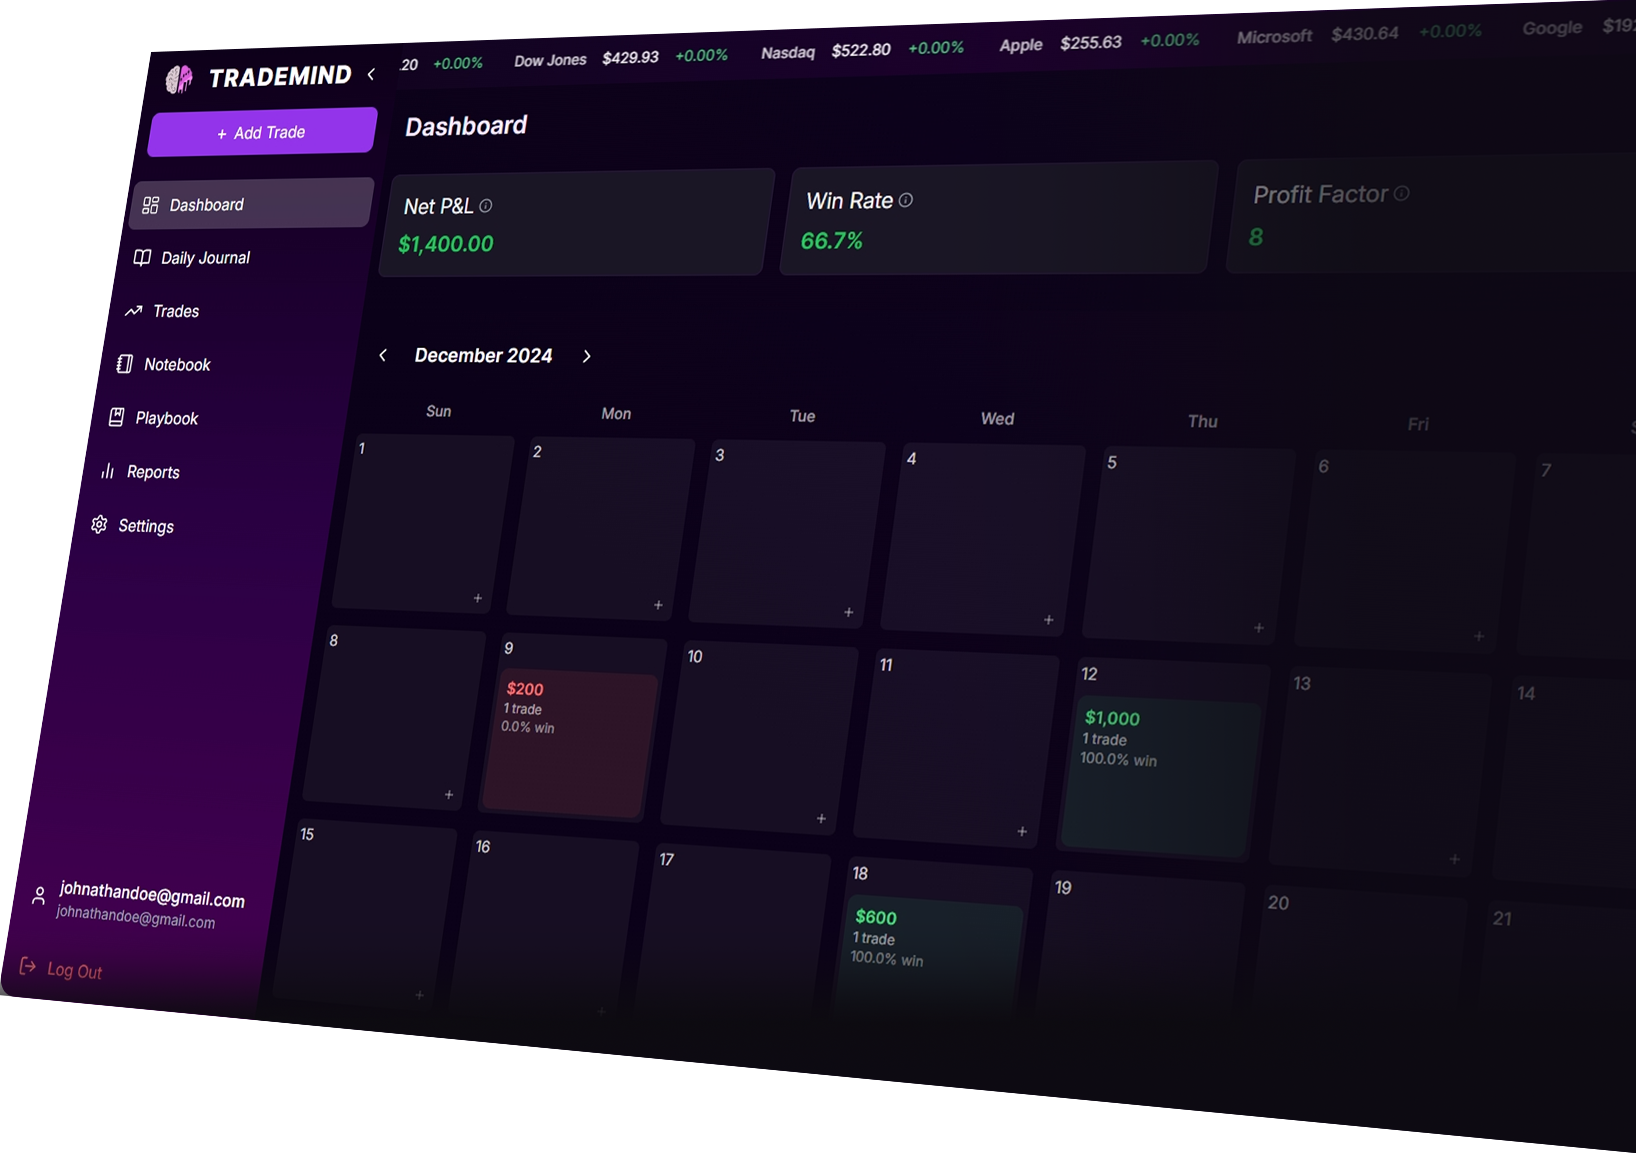 TRADEMIND
+ Add Trade
Dashboard
Daily Journal
Trades
Notebook
Playbook
Reports
Settings
johnathandoe@gmail.com
johnathandoe@gmail.com
Log Out
.20 +0.00% Dow Jones $429.93 +0.00% Nasdaq $522.80 +0.00% Apple $255.63 +0.00% Microsoft $430.64 +0.00% Google
Dashboard
Net P&L
$1,400.00
Win Rate
66.7%
Profit Factor
8
December 2024
Sun Mon Tue Wed Thu Fri
1 2 3 4 5 6 7
+ + + + + +
8 9 10 11 12 13 14
$200
1 trade
0.0% win
$1,000
1 trade
100.0% win
+ + + +
15 16 17 18 19 20 21
$600
1 trade
100.0% win
+ +